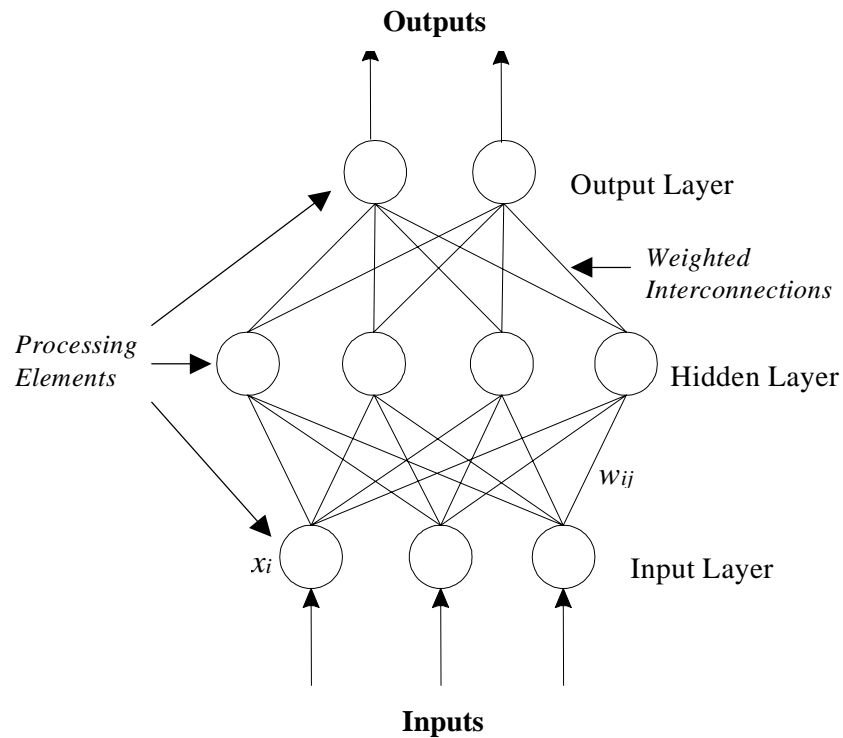 Outputs
Output Layer
Weighted
Interconnections
Processing
Elements
Hidden Layer
wij
xi
Input Layer
Inputs